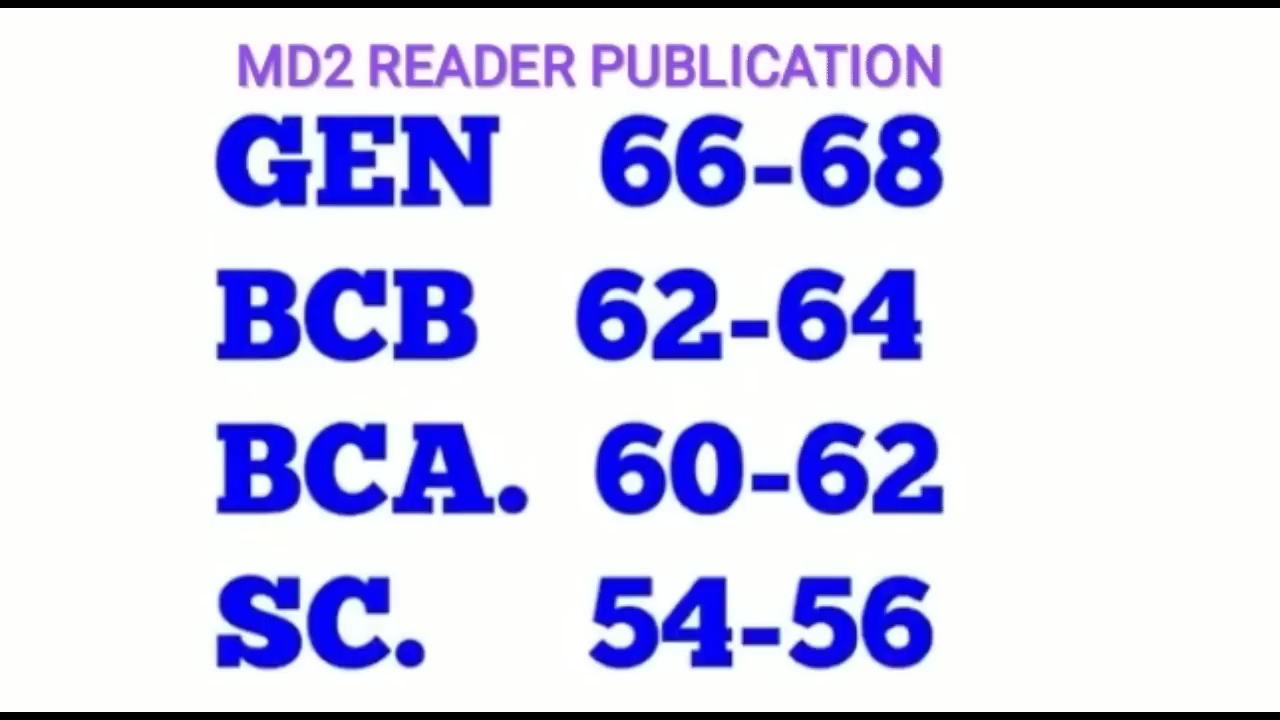 MD2 READER PUBLICATION
GEN 66-68
BCB 62-64
BCA. 60-62
SC. 54-56